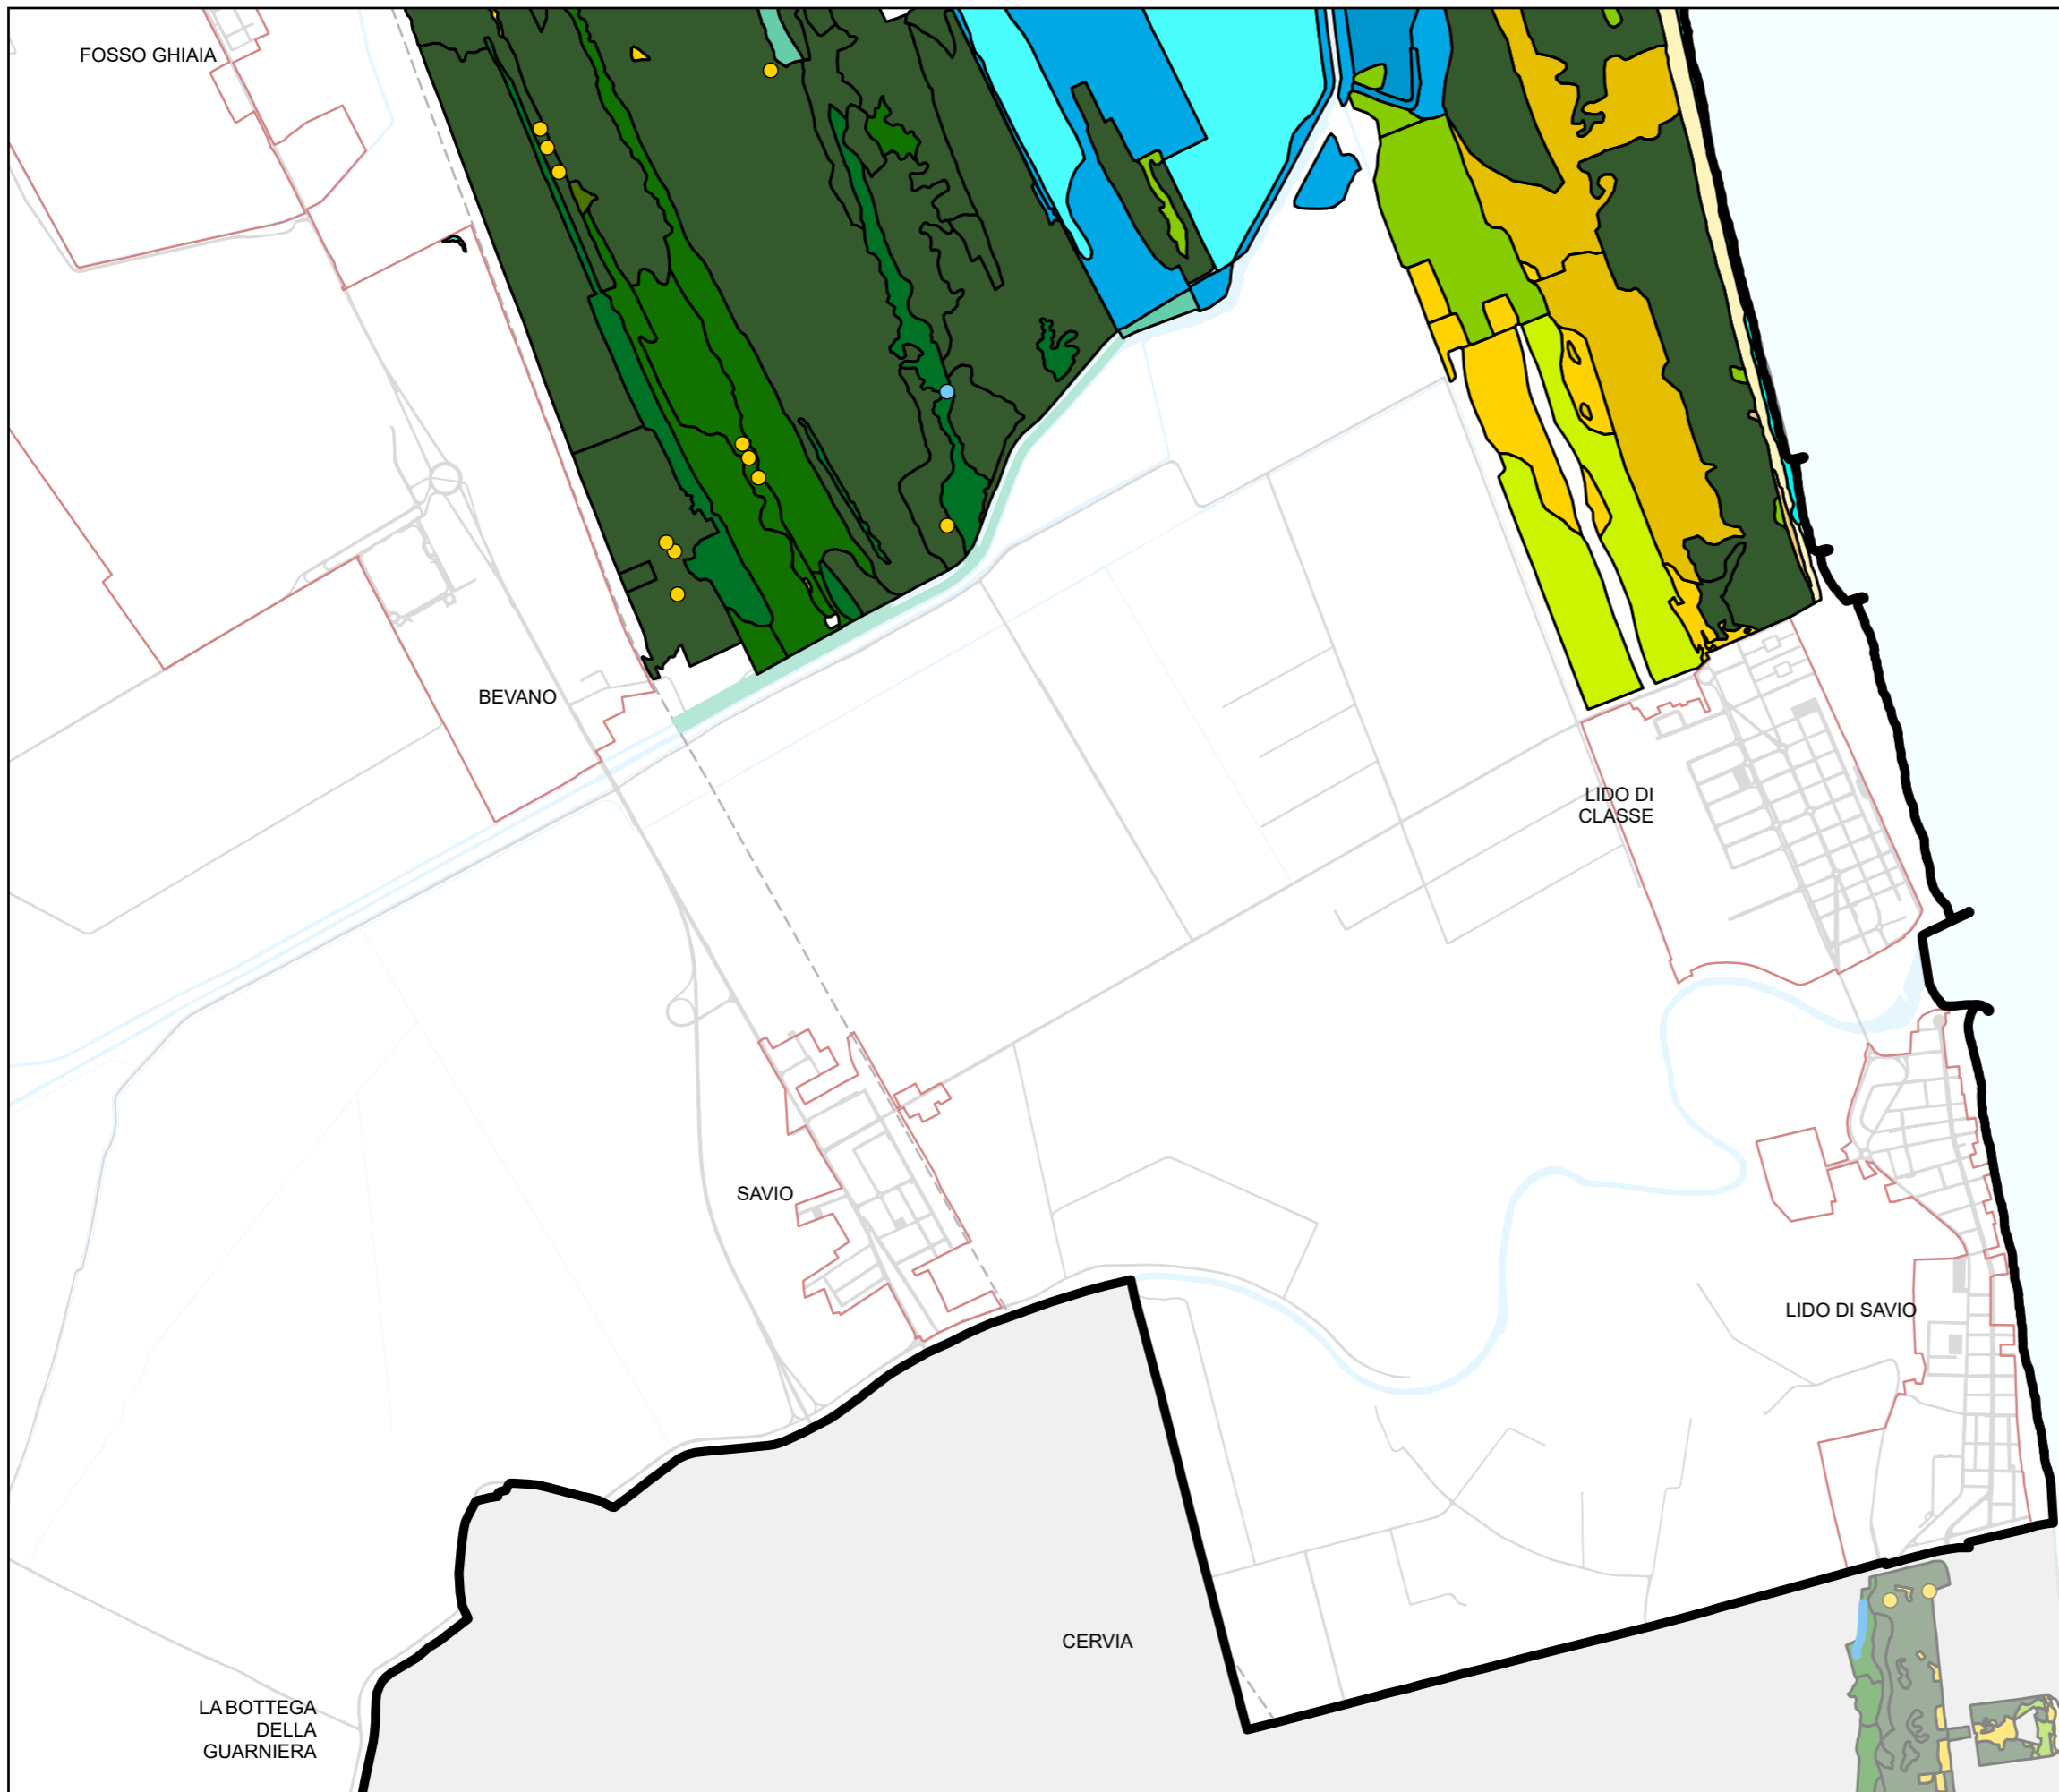 FOSSO GHIAIA
BEVANO
LIDO DI
CLASSE
SAVIO
LIDO DI SAVIO
CERVIA
LA BOTTEGA
DELLA
GUARNIERA